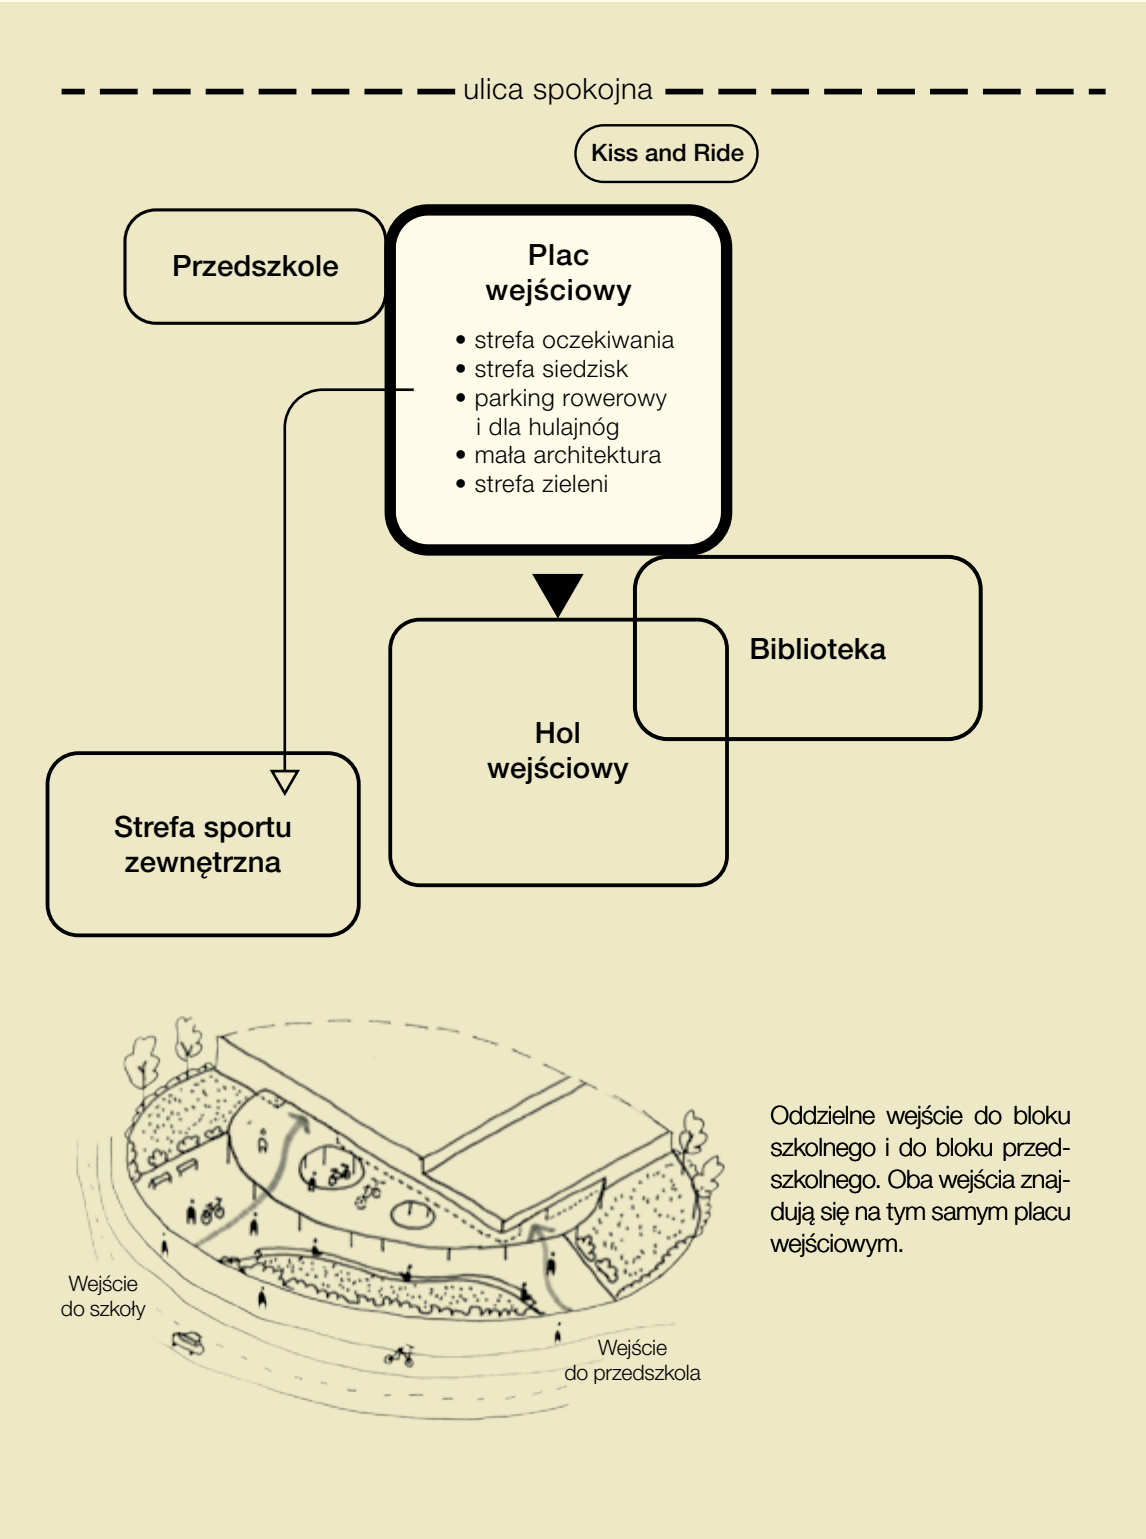 ulica spokojna
Kiss and Ride
Przedszkole
Plac
wejściowy
• strefa oczekiwania
• strefa siedzisk
• parking rowerowy
i dla hulajnóg
• mała architektura
• strefa zieleni
Biblioteka
Hol
wejściowy
Strefa sportu
zewnętrzna
Oddzielne wejście do bloku
szkolnego i do bloku przed-
szkolnego. Oba wejścia znaj-
dują się na tym samym placu
wejściowym.
Wejście
do szkoły
Wejście
do przedszkola